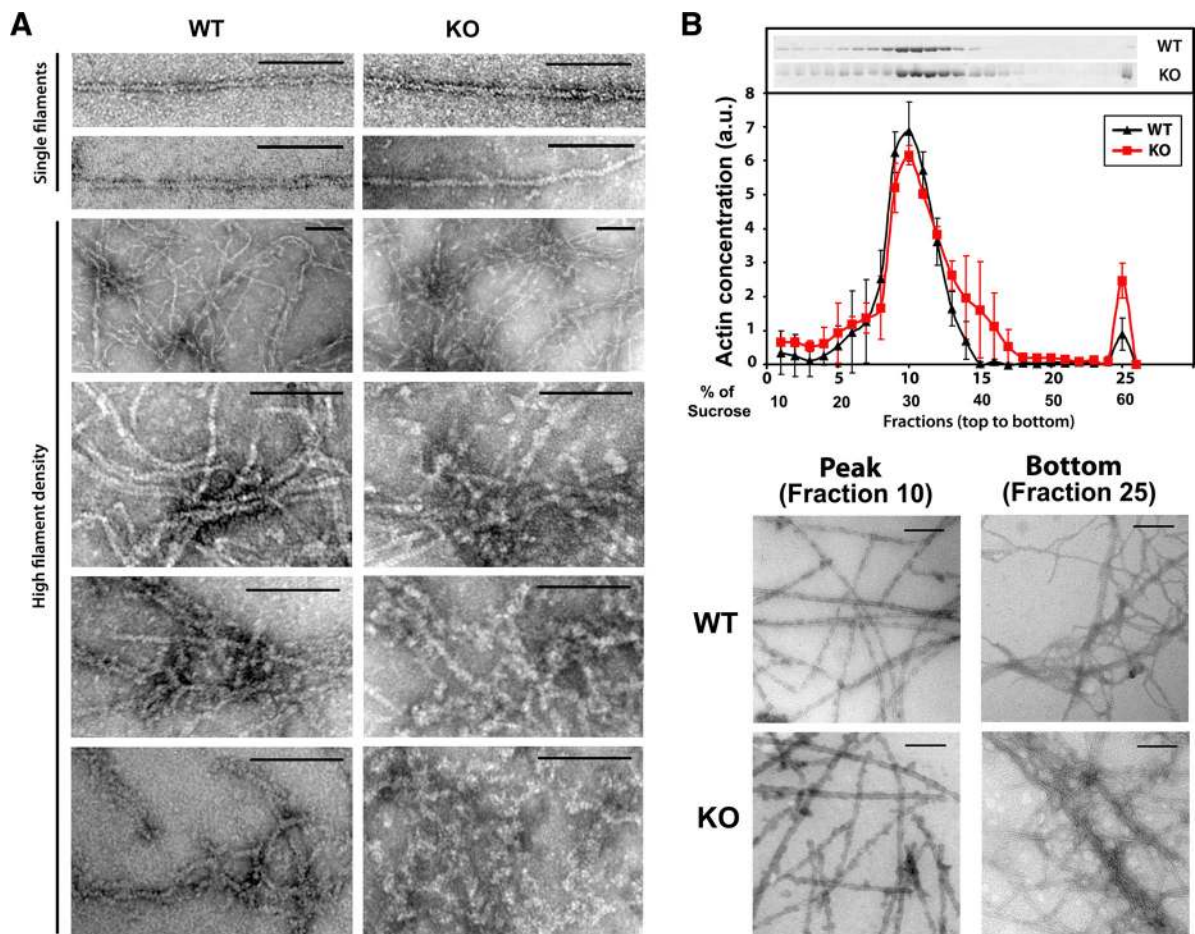 A
WT
KO
Single filaments
High filament density
B
WT
KO
8
7
6
5
4
3
2
1
0
Actin concentration (a.u.)
WT
KO
0 5 10 15 20 25
% of
Sucrose
10 20 30 40 50 60
Fractions (top to bottom)
Peak
(Fraction 10)
Bottom
(Fraction 25)
WT
KO